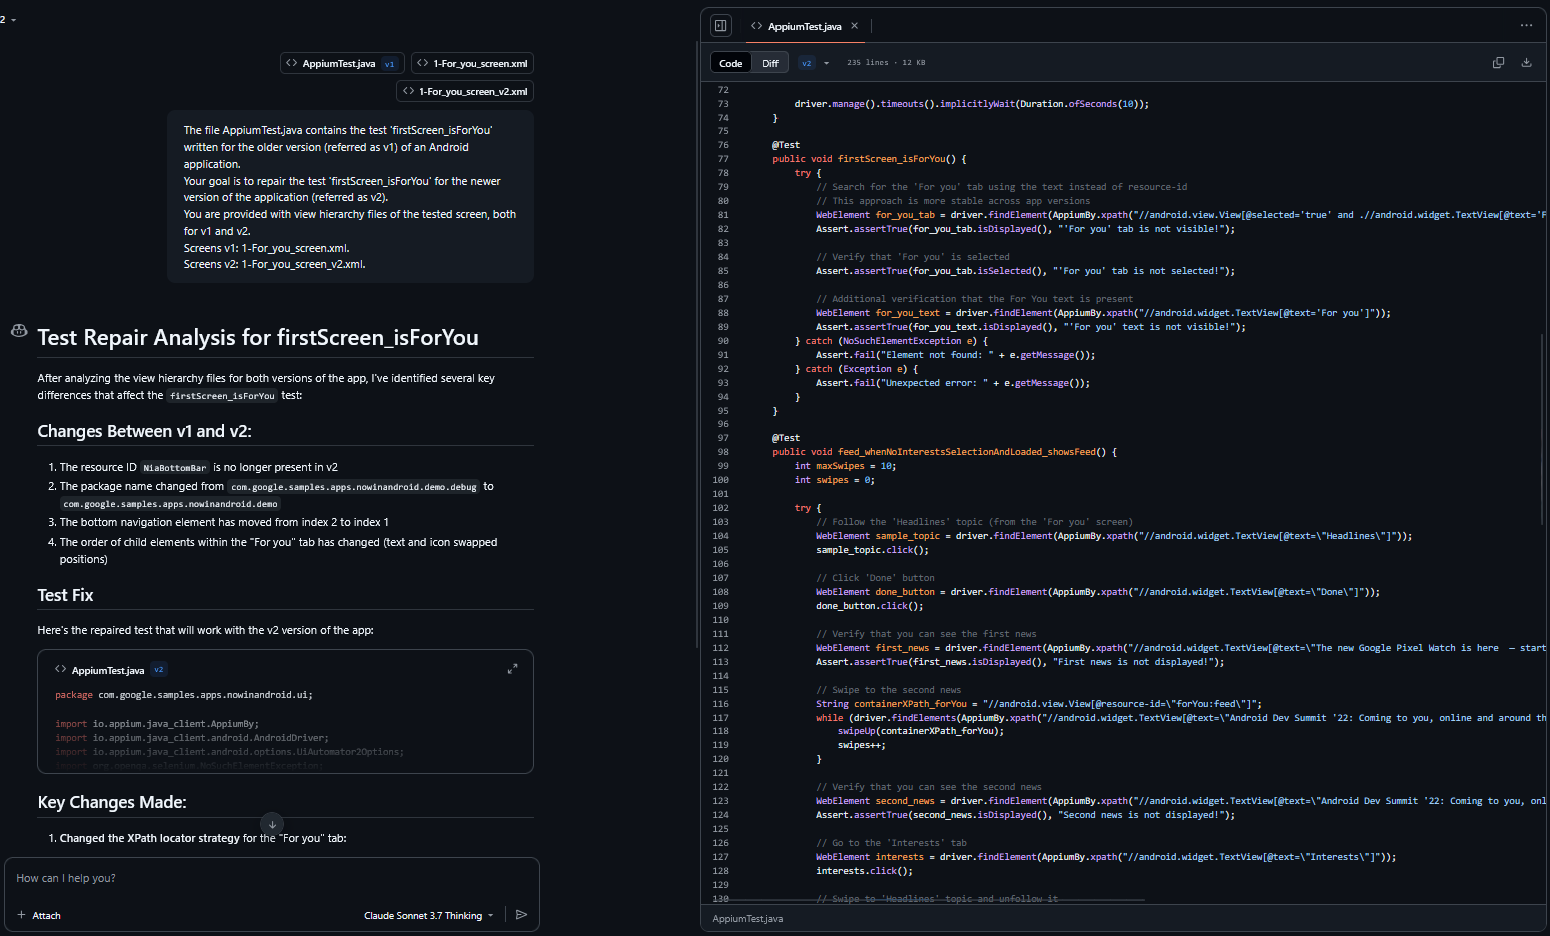 2
AppiumTest.java v1
1-For_you_screen.xml
1-For_you_screen_v2.xml
The file AppiumTest.java contains the test 'firstScreen_isForYou'
written for the older version (referred as v1) of an Android
application.
Your goal is to repair the test 'firstScreen_isForYou' for the newer
version of the application (referred as v2).
You are provided with view hierarchy files of the tested screen, both
for v1 and v2.
Screens v1: 1-For_you_screen.xml.
Screens v2: 1-For_you_screen_v2.xml.
Test Repair Analysis for firstScreen_isForYou
After analyzing the view hierarchy files for both versions of the app, I've identified several key
differences that affect the firstScreen_isForYou test:
Changes Between v1 and v2:
1. The resource ID NiaBottomBar is no longer present in v2
2. The package name changed from com.google.samples.apps.nowinandroid.demo.debug to
com.google.samples.apps.nowinandroid.demo
3. The bottom navigation element has moved from index 2 to index 1
4. The order of child elements within the "For you" tab has changed (text and icon swapped
positions)
Test Fix
Here's the repaired test that will work with the v2 version of the app:
AppiumTest.java v2
package com.google.samples.apps.nowinandroid.ui;
import io.appium.java_client.AppiumBy;
import io.appium.java_client.android.AndroidDriver;
import io.appium.java_client.android.options.UiAutomator2Options;
import org.openqa.selenium.NoSuchElementException;
Key Changes Made:
1. Changed the XPath locator strategy for the "For you" tab:
How can I help you?
Attach
Claude Sonnet 3.7 Thinking
AppiumTest.java
Code Diff v2 235 lines · 12 KB
72
73 driver.manage().timeouts().implicitlyWait(Duration.ofSeconds(10));
74 }
75
76 @Test
77 public void firstScreen_isForYou() {
78 try {
79 // Search for the 'For you' tab using the text instead of resource-id
80 // This approach is more stable across app versions
81 WebElement for_you_tab = driver.findElement(AppiumBy.xpath("//android.view.View[@selected='true' and .//android.widget.TextView[@text='F
82 Assert.assertTrue(for_you_tab.isDisplayed(), "'For you' tab is not visible!");
83
84 // Verify that 'For you' is selected
85 Assert.assertTrue(for_you_tab.isSelected(), "'For you' tab is not selected!");
86
87 // Additional verification that the For You text is present
88 WebElement for_you_text = driver.findElement(AppiumBy.xpath("//android.widget.TextView[@text='For you']"));
89 Assert.assertTrue(for_you_text.isDisplayed(), "'For you' text is not visible!");
90 } catch (NoSuchElementException e) {
91 Assert.fail("Element not found: " + e.getMessage());
92 } catch (Exception e) {
93 Assert.fail("Unexpected error: " + e.getMessage());
94 }
95 }
96
97 @Test
98 public void feed_whenNoInterestsSelectionAndLoaded_showsFeed() {
99 int maxSwipes = 10;
100 int swipes = 0;
101
102 try {
103 // Follow the 'Headlines' topic (from the 'For you' screen)
104 WebElement sample_topic = driver.findElement(AppiumBy.xpath("//android.widget.TextView[@text=\"Headlines\"]"));
105 sample_topic.click();
106
107 // Click 'Done' button
108 WebElement done_button = driver.findElement(AppiumBy.xpath("//android.widget.TextView[@text=\"Done\"]"));
109 done_button.click();
110
111 // Verify that you can see the first news
112 WebElement first_news = driver.findElement(AppiumBy.xpath("//android.widget.TextView[@text=\"The new Google Pixel Watch is here  — start
113 Assert.assertTrue(first_news.isDisplayed(), "First news is not displayed!");
114
115 // Swipe to the second news
116 String containerXPath_forYou = "//android.view.View[@resource-id=\"forYou:feed\"]";
117 while (driver.findElements(AppiumBy.xpath("//android.widget.TextView[@text=\"Android Dev Summit '22: Coming to you, online and around th
118 swipeUp(containerXPath_forYou);
119 swipes++;
120 }
121
122 // Verify that you can see the second news
123 WebElement second_news = driver.findElement(AppiumBy.xpath("//android.widget.TextView[@text=\"Android Dev Summit '22: Coming to you, onl
124 Assert.assertTrue(second_news.isDisplayed(), "Second news is not displayed!");
125
126 // Go to the 'Interests' tab
127 WebElement interests = driver.findElement(AppiumBy.xpath("//android.widget.TextView[@text=\"Interests\"]"));
128 interests.click();
129
130 // Swipe to 'Headlines' topic and unfollow it
AppiumTest.java